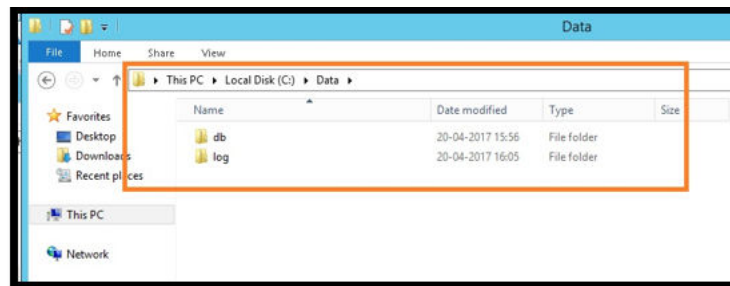 Data
File Home Share View
This PC Local Disk (C:) Data
Name Date modified Type Size
Favorites
Desktop
Downloads
Recent places
This PC
Network
db 20-04-2017 15:56 File folder
log 20-04-2017 16:05 File folder